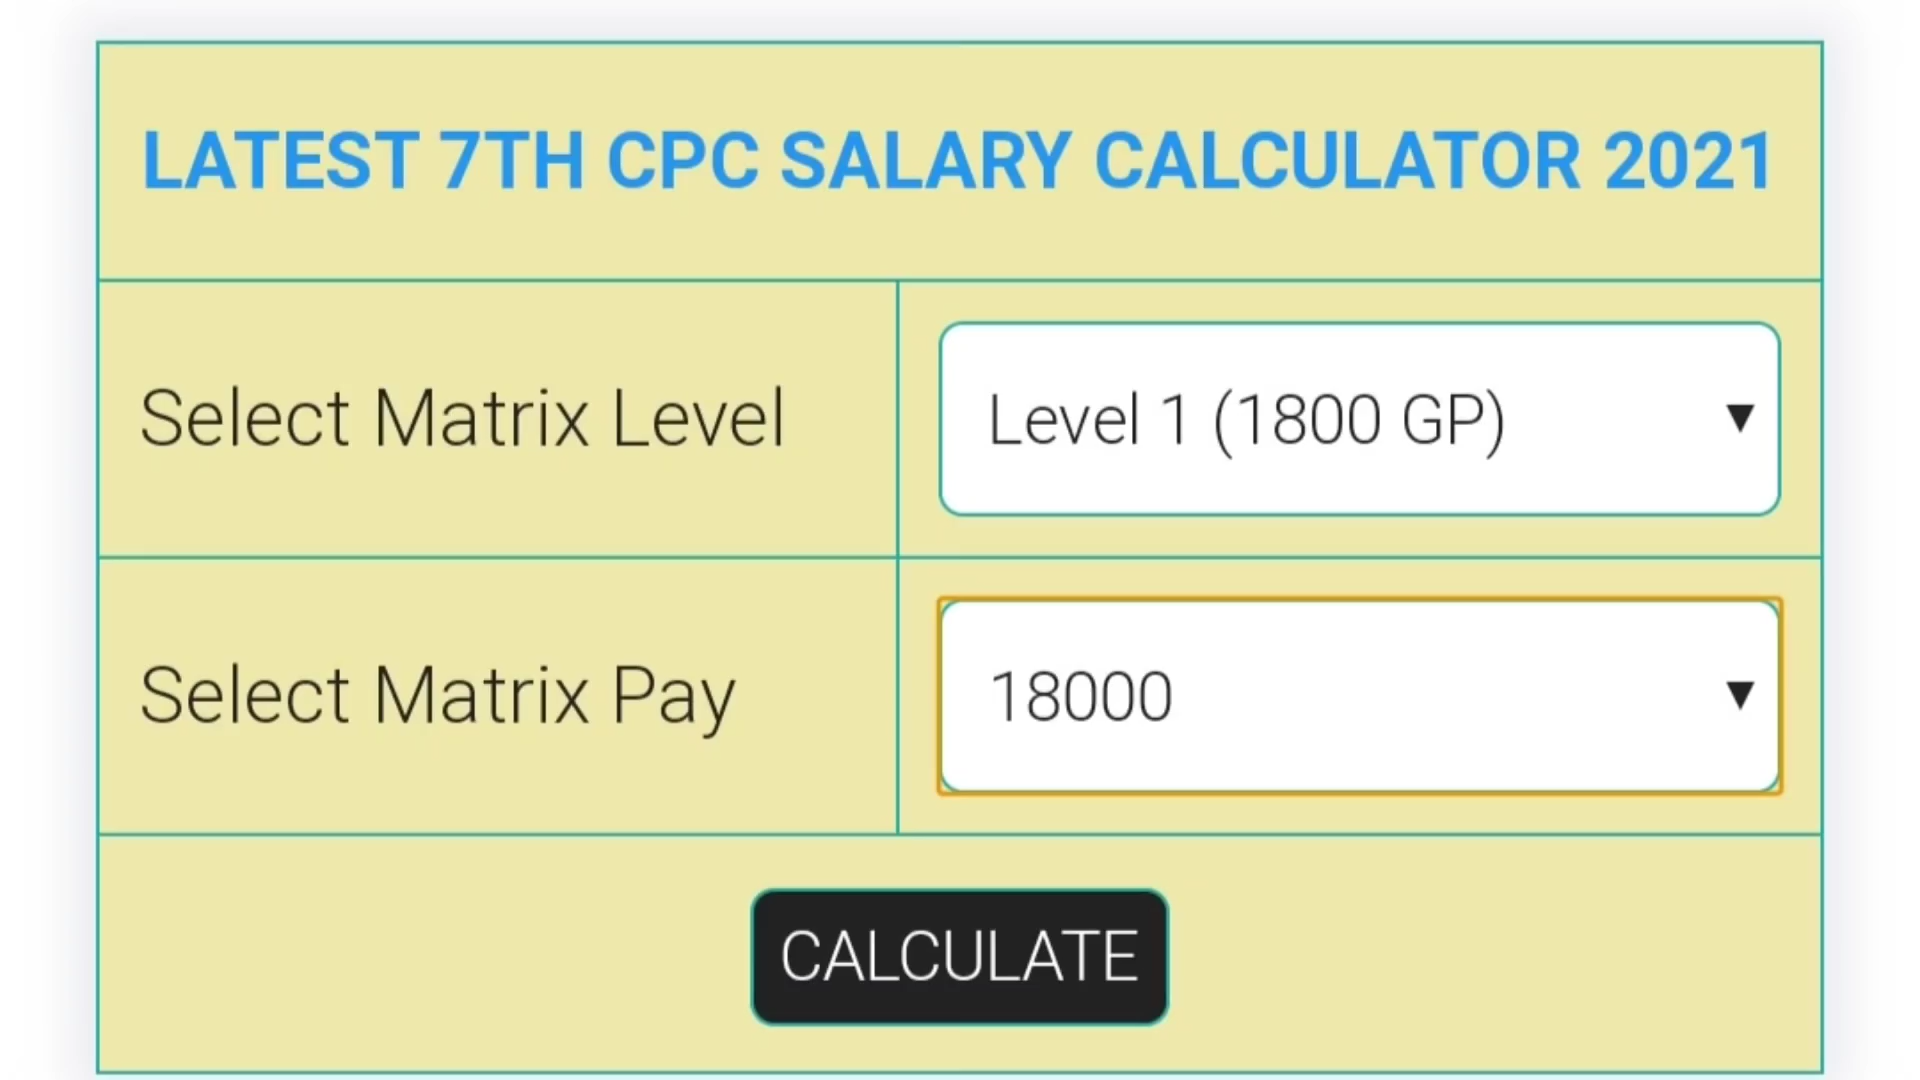 LATEST 7TH CPC SALARY CALCULATOR 2021
Select Matrix Level
Level 1 (1800 GP)
Select Matrix Pay
18000
CALCULATE